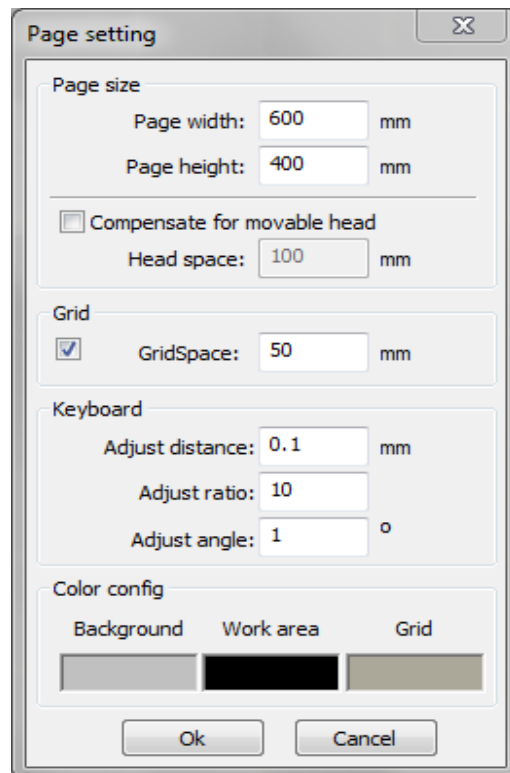 Page setting
Page size
Page width: 600 mm
Page height: 400 mm
Compensate for movable head
Head space: 100 mm
Grid
GridSpace: 50 mm
Keyboard
Adjust distance: 0.1 mm
Adjust ratio: 10
Adjust angle: 1 o
Color config
Background Work area Grid
Ok Cancel